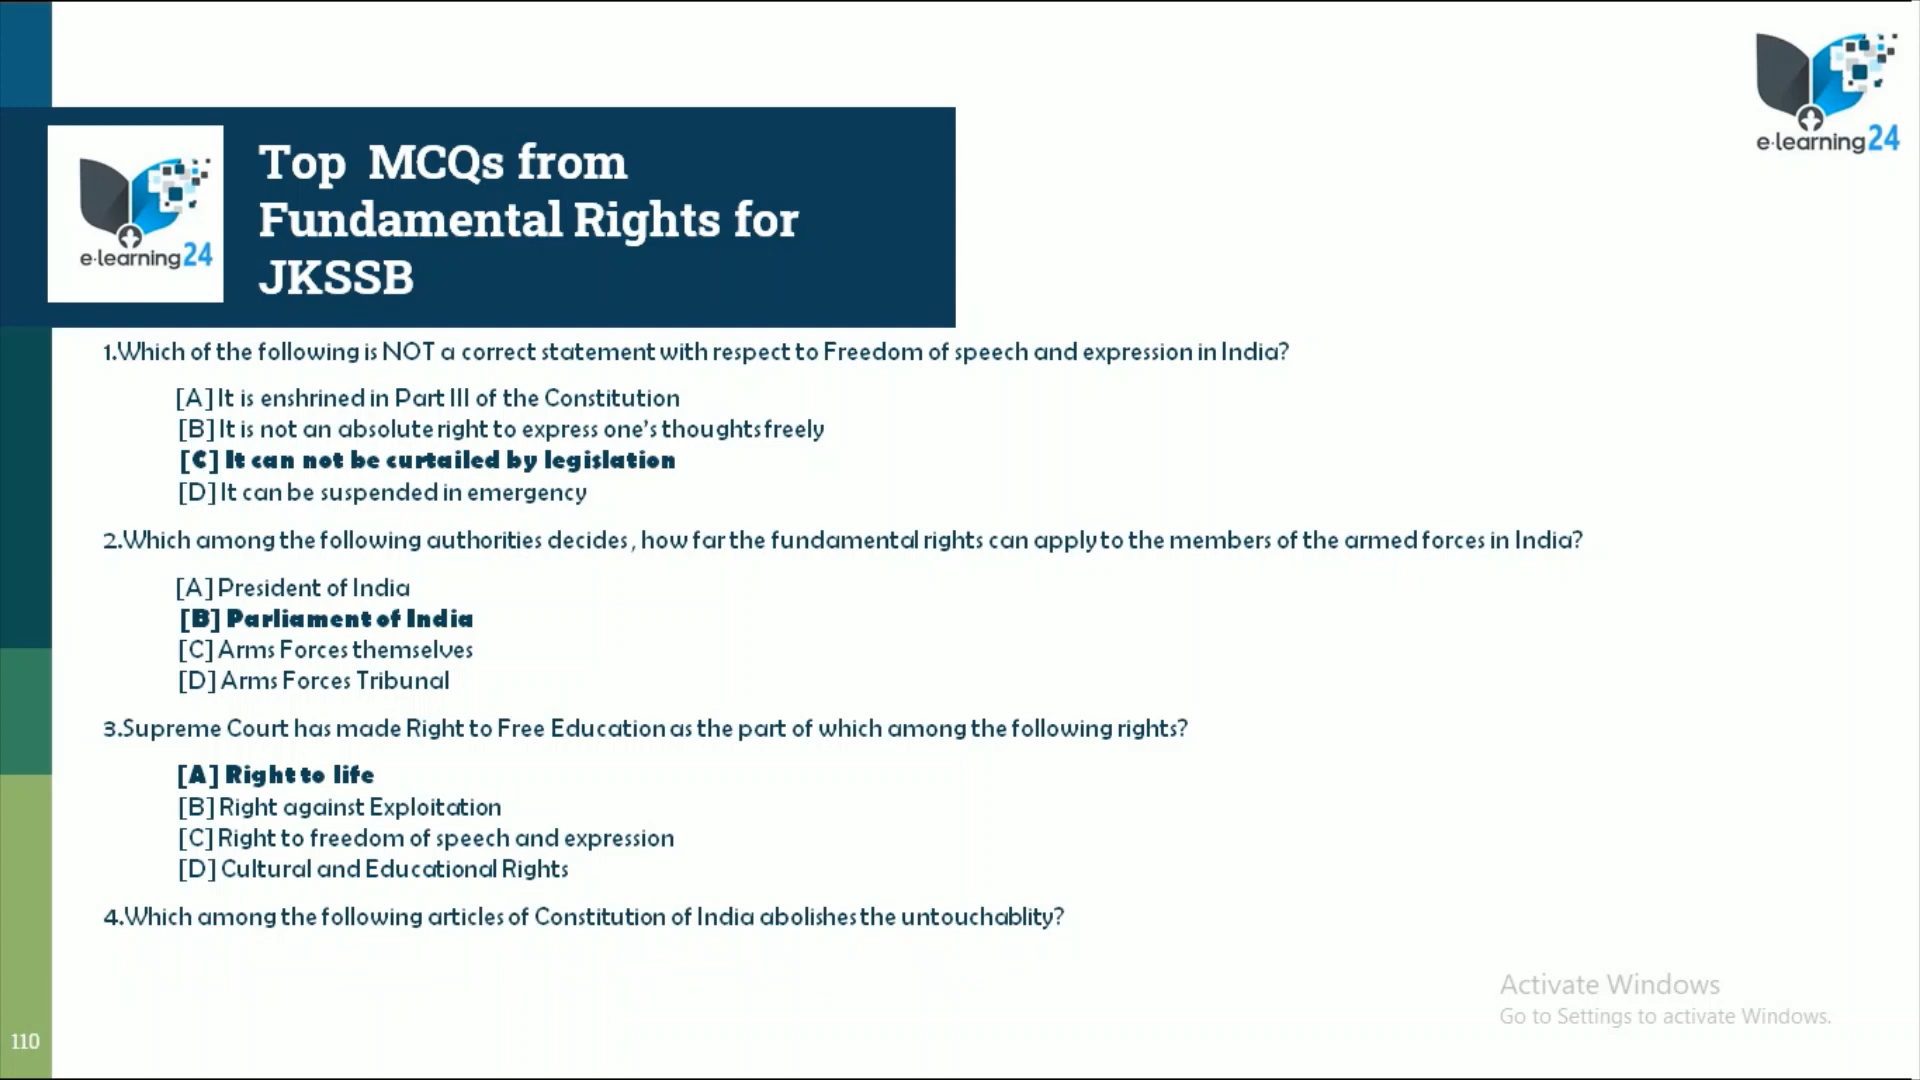 e-learning24
e-learning24
Top MCQs from
Fundamental Rights for
JKSSB
1.Which of the following is NOT a correct statement with respect to Freedom of speech and expression in India?
[A] It is enshrined in Part III of the Constitution
[B] It is not an absolute right to express one's thoughts freely
[C] It can not be curtailed by legislation
[D] It can be suspended in emergency
2.Which among the following authorities decides, how far the fundamental rights can apply to the members of the armed forces in India?
[A] President of India
[B] Parliament of India
[C] Arms Forces themselves
[D] Arms Forces Tribunal
3.Supreme Court has made Right to Free Education as the part of which among the following rights?
[A] Right to life
[B] Right against Exploitation
[C] Right to freedom of speech and expression
[D] Cultural and Educational Rights
4.Which among the following articles of Constitution of India abolishes the untouchablity?
Activate Windows
Go to Settings to activate Windows.
110